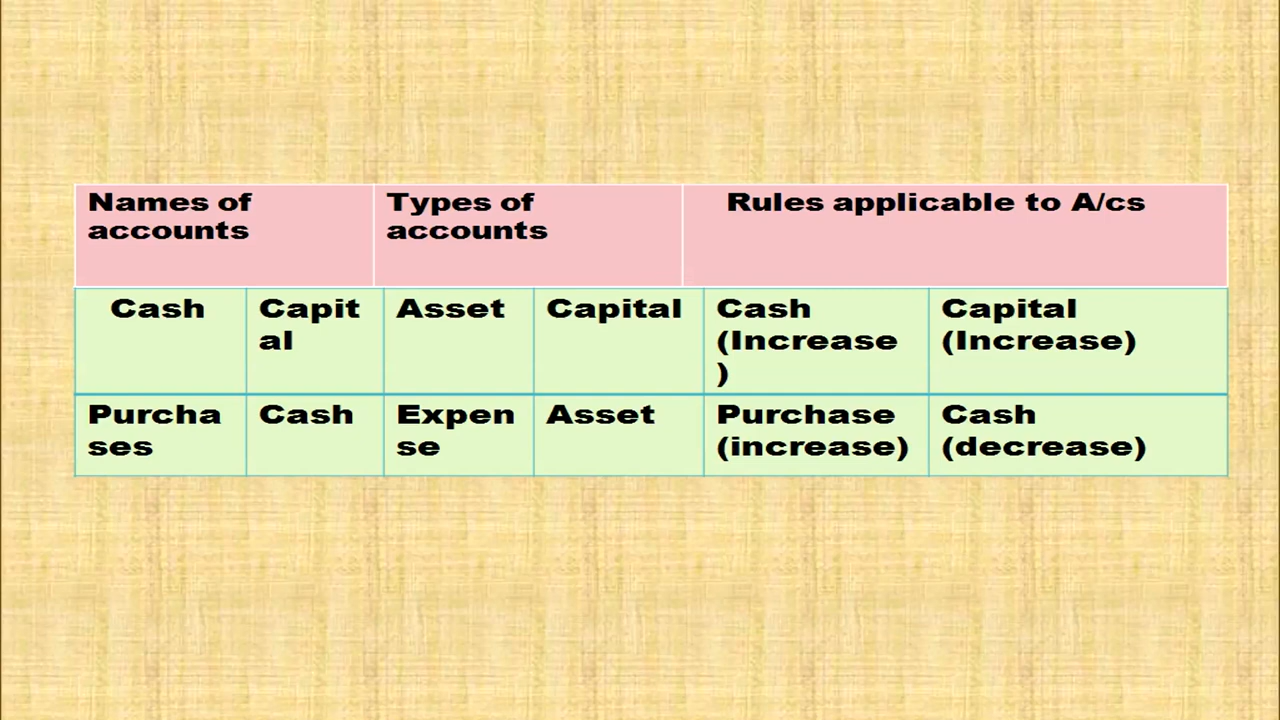 Names of accounts
Types of accounts
Rules applicable to A/cs
Cash
Capit
al
Asset
Capital
Cash
(Increase
)
Capital
(Increase)
Purcha
ses
Cash
Expen
se
Asset
Purchase
(increase)
Cash
(decrease)